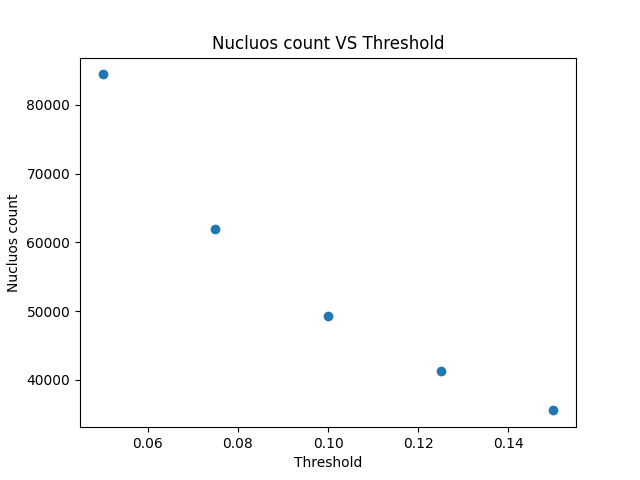 Nucluos count VS Threshold
80000
70000
60000
50000
40000
Nucluos count
0.06 0.08 0.10 0.12 0.14
Threshold